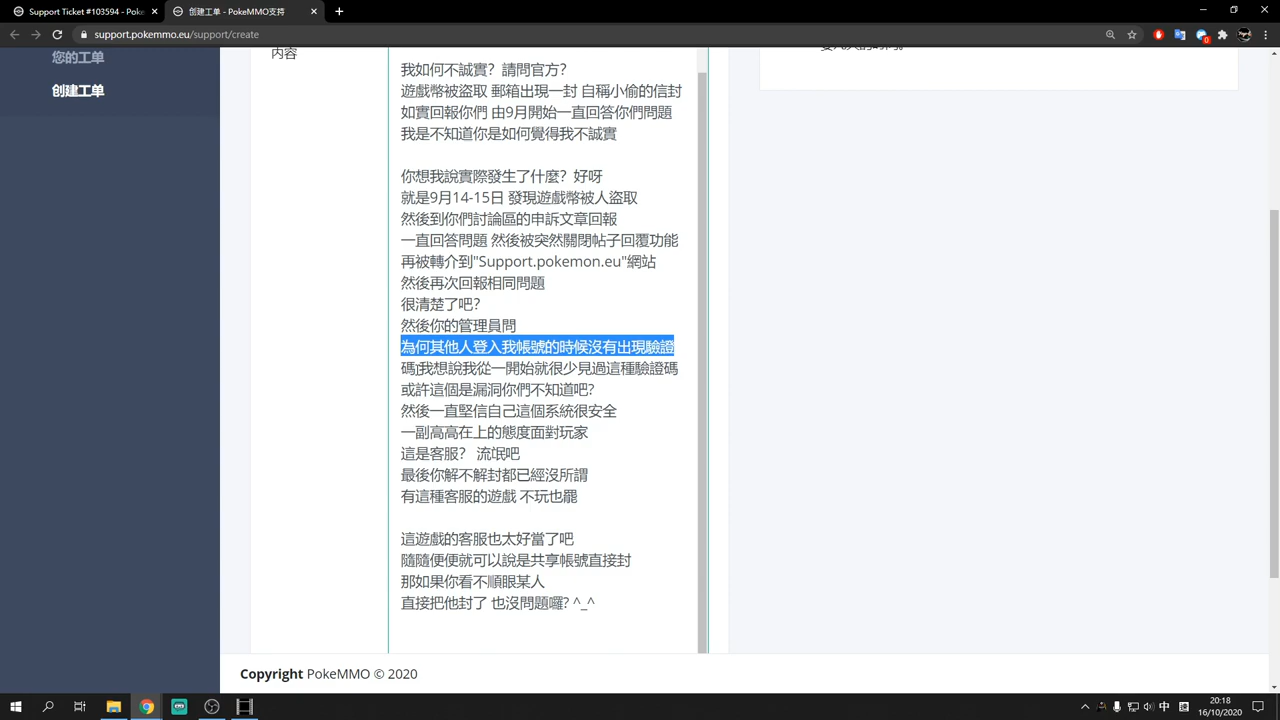 Support Ticket #103594 - Poke
创建工单 - PokeMMO支持
support.pokemmo.eu/support/create
您的工单
创建工单
内容
我如何不誠實? 請問官方?
遊戲幣被盜取 郵箱出現一封 自稱小偷的信封
如實回報你們 由9月開始一直回答你們問題
我是不知道你是如何覺得我不誠實
你想我說實際發生了什麼? 好呀
就是9月14-15日 發現遊戲幣被人盜取
然後到你們討論區的申訴文章回報
一直回答問題 然後被突然關閉帖子回覆功能
再被轉介到"Support.pokemon.eu"網站
然後再次回報相同問題
很清楚了吧?
然後你的管理員問
為何其他人登入我帳號的時候沒有出現驗證
碼 我想說我從一開始就很少見過這種驗證碼
或許這個是漏洞你們不知道吧?
然後一直堅信自己這個系統很安全
一副高高在上的態度面對玩家
這是客服? 流氓吧
最後你解不解封都已經沒所謂
有這種客服的遊戲 不玩也罷
這遊戲的客服也太好當了吧
隨隨便便就可以說是共享帳號直接封
那如果你看不順眼某人
直接把他封了 也沒問題囉? ^_^
Copyright PokeMMO © 2020
中
20:18
16/10/2020